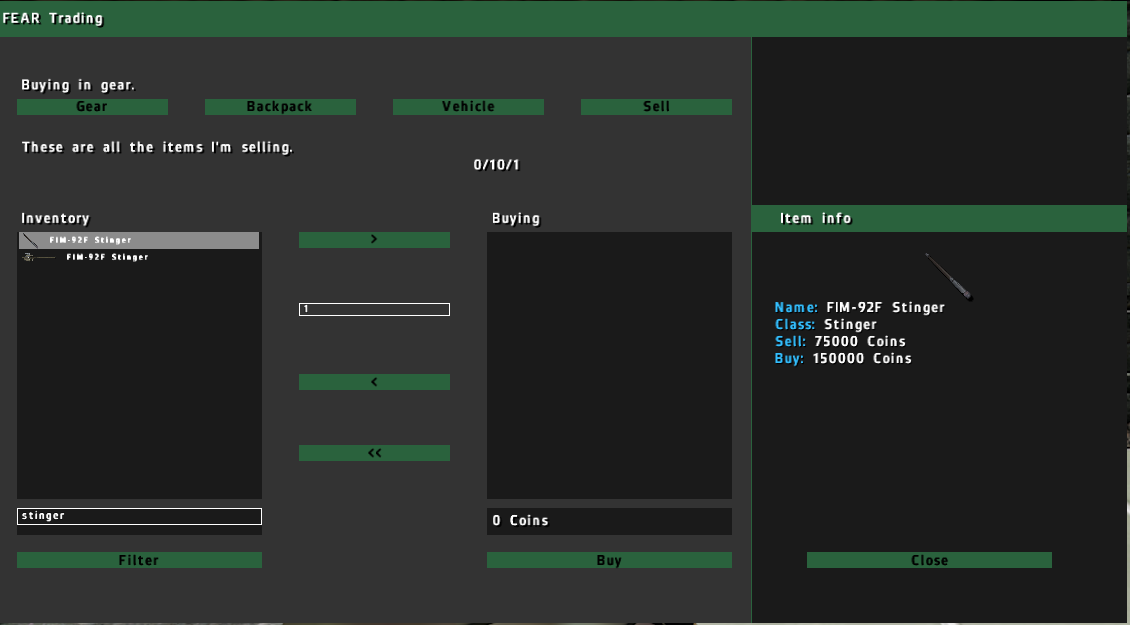 FEAR Trading
Buying in gear.
Gear
Backpack
Vehicle
Sell
These are all the items I'm selling.
0/10/1
Inventory
Buying
Item info
FIM-92F Stinger
FIM-92F Stinger
>
1
<
<<
Name: FIM-92F Stinger
Class: Stinger
Sell: 75000 Coins
Buy: 150000 Coins
stinger
0 Coins
Filter
Buy
Close